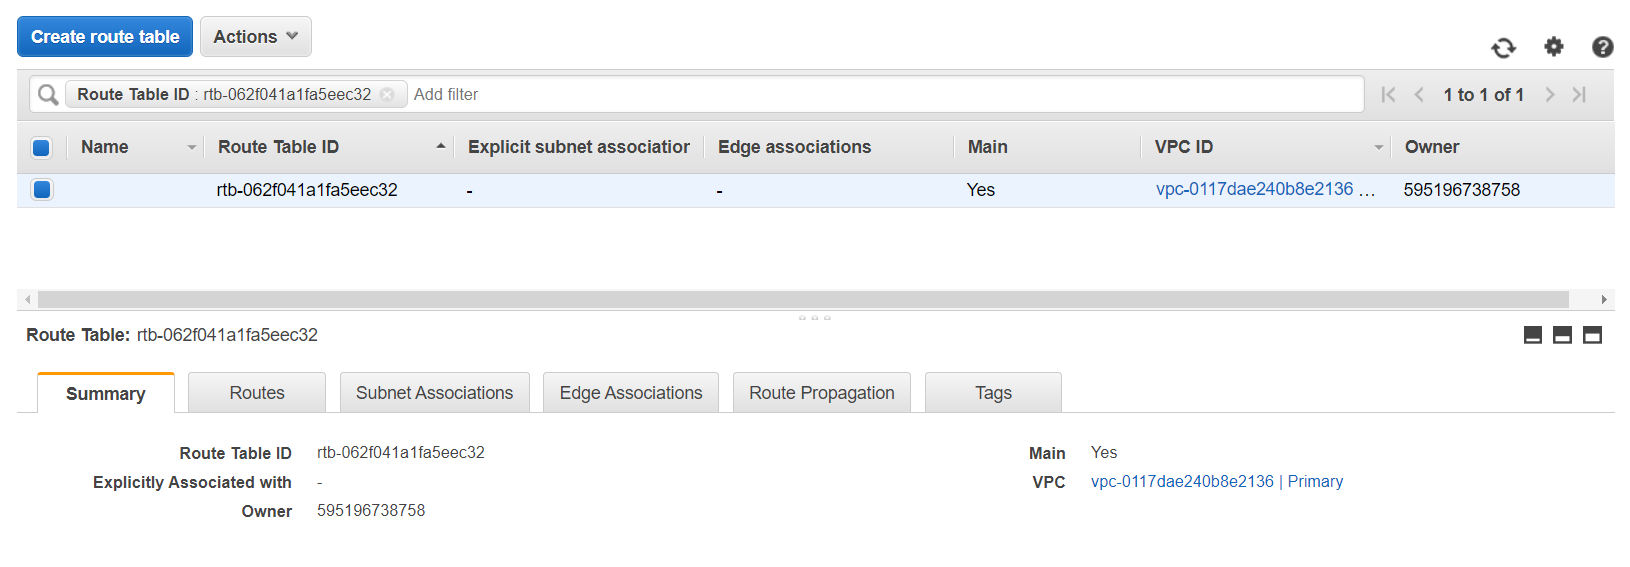 Create route table Actions
Route Table ID : rtb-062f041a1fa5eec32 Add filter 1 to 1 of 1
Name Route Table ID Explicit subnet association Edge associations Main VPC ID Owner
rtb-062f041a1fa5eec32 - - Yes vpc-0117dae240b8e2136 ... 595196738758
Route Table: rtb-062f041a1fa5eec32
Summary Routes Subnet Associations Edge Associations Route Propagation Tags
Route Table ID rtb-062f041a1fa5eec32 Main Yes
Explicitly Associated with - VPC vpc-0117dae240b8e2136 | Primary
Owner 595196738758